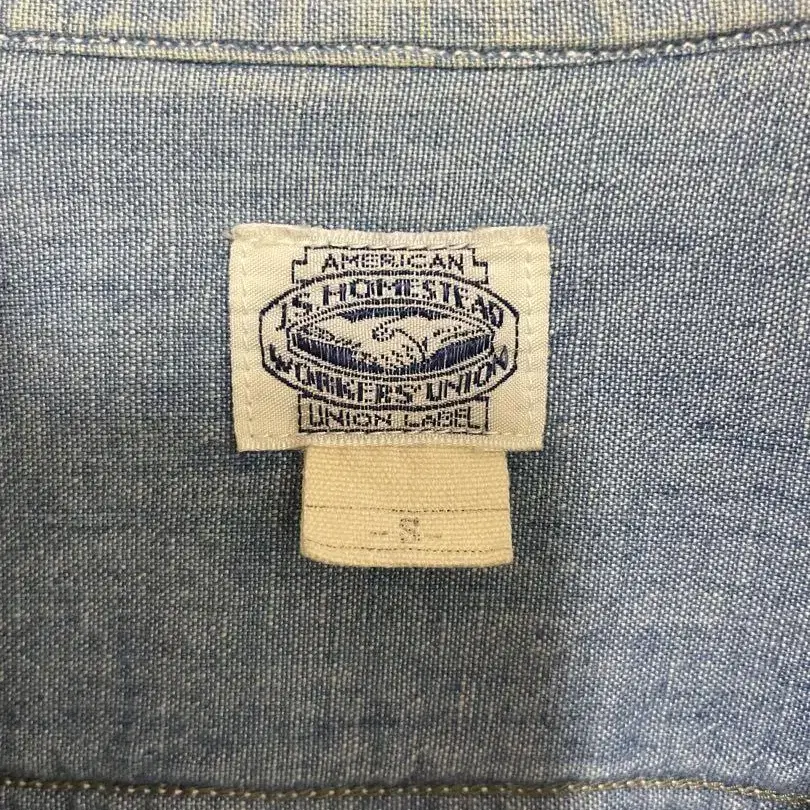 AMERICAN
J.S. HOMESTEAD
WORKERS' UNION
UNION LABEL
-S-